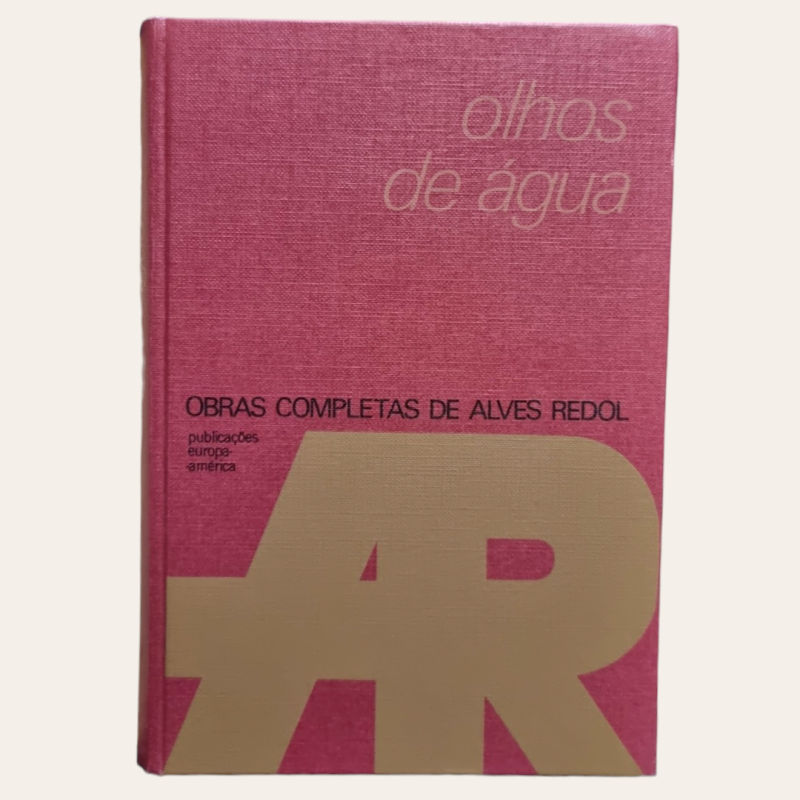 olhos
de água
OBRAS COMPLETAS DE ALVES REDOL
publicações
europa-
-américa
AR